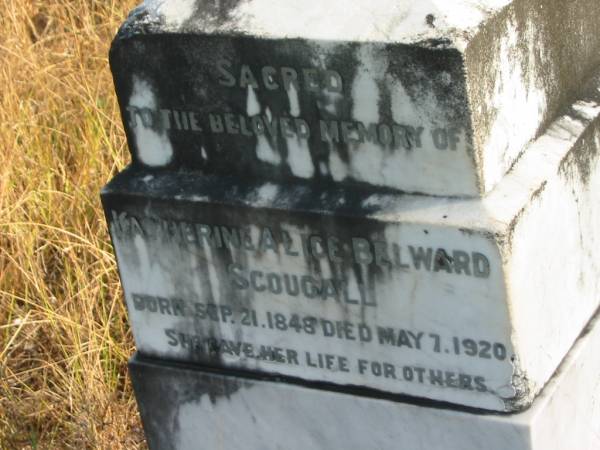 SACRED
TO THE BELOVED MEMORY OF
KATHERINE ALICE BELWARD
SCOUGALL
BORN SEP. 21. 1848 DIED MAY 7. 1920
SHE GAVE HER LIFE FOR OTHERS.